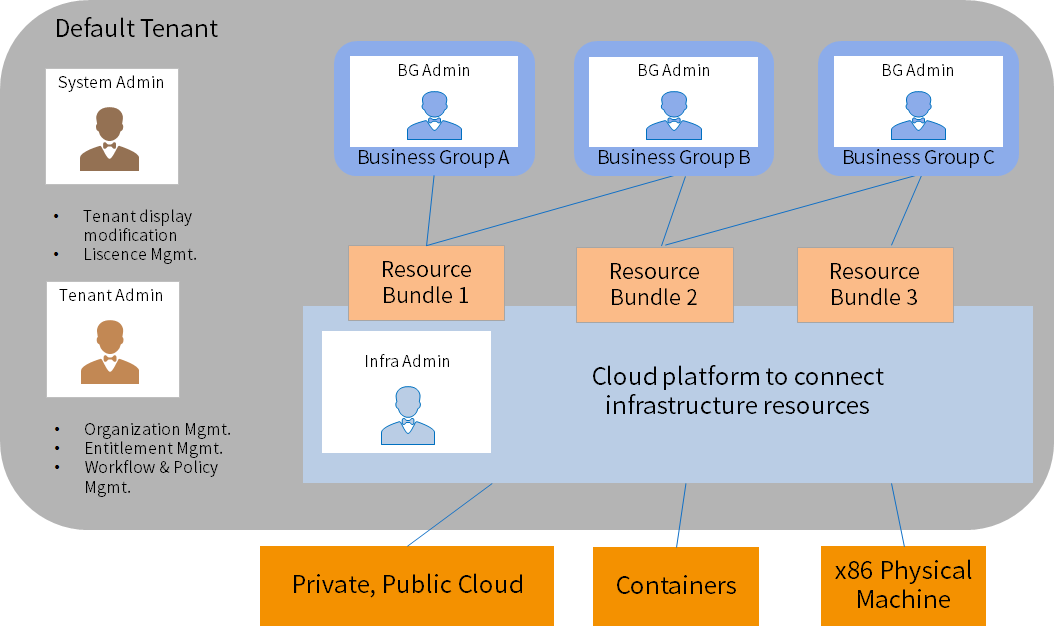 Default Tenant
System Admin
• Tenant display
modification
• Liscence Mgmt.
Tenant Admin
• Organization Mgmt.
• Entitlement Mgmt.
• Workflow & Policy
Mgmt.
BG Admin
Business Group A
BG Admin
Business Group B
BG Admin
Business Group C
Resource
Bundle 1
Resource
Bundle 2
Resource
Bundle 3
Infra Admin
Cloud platform to connect
infrastructure resources
Private, Public Cloud
Containers
x86 Physical
Machine